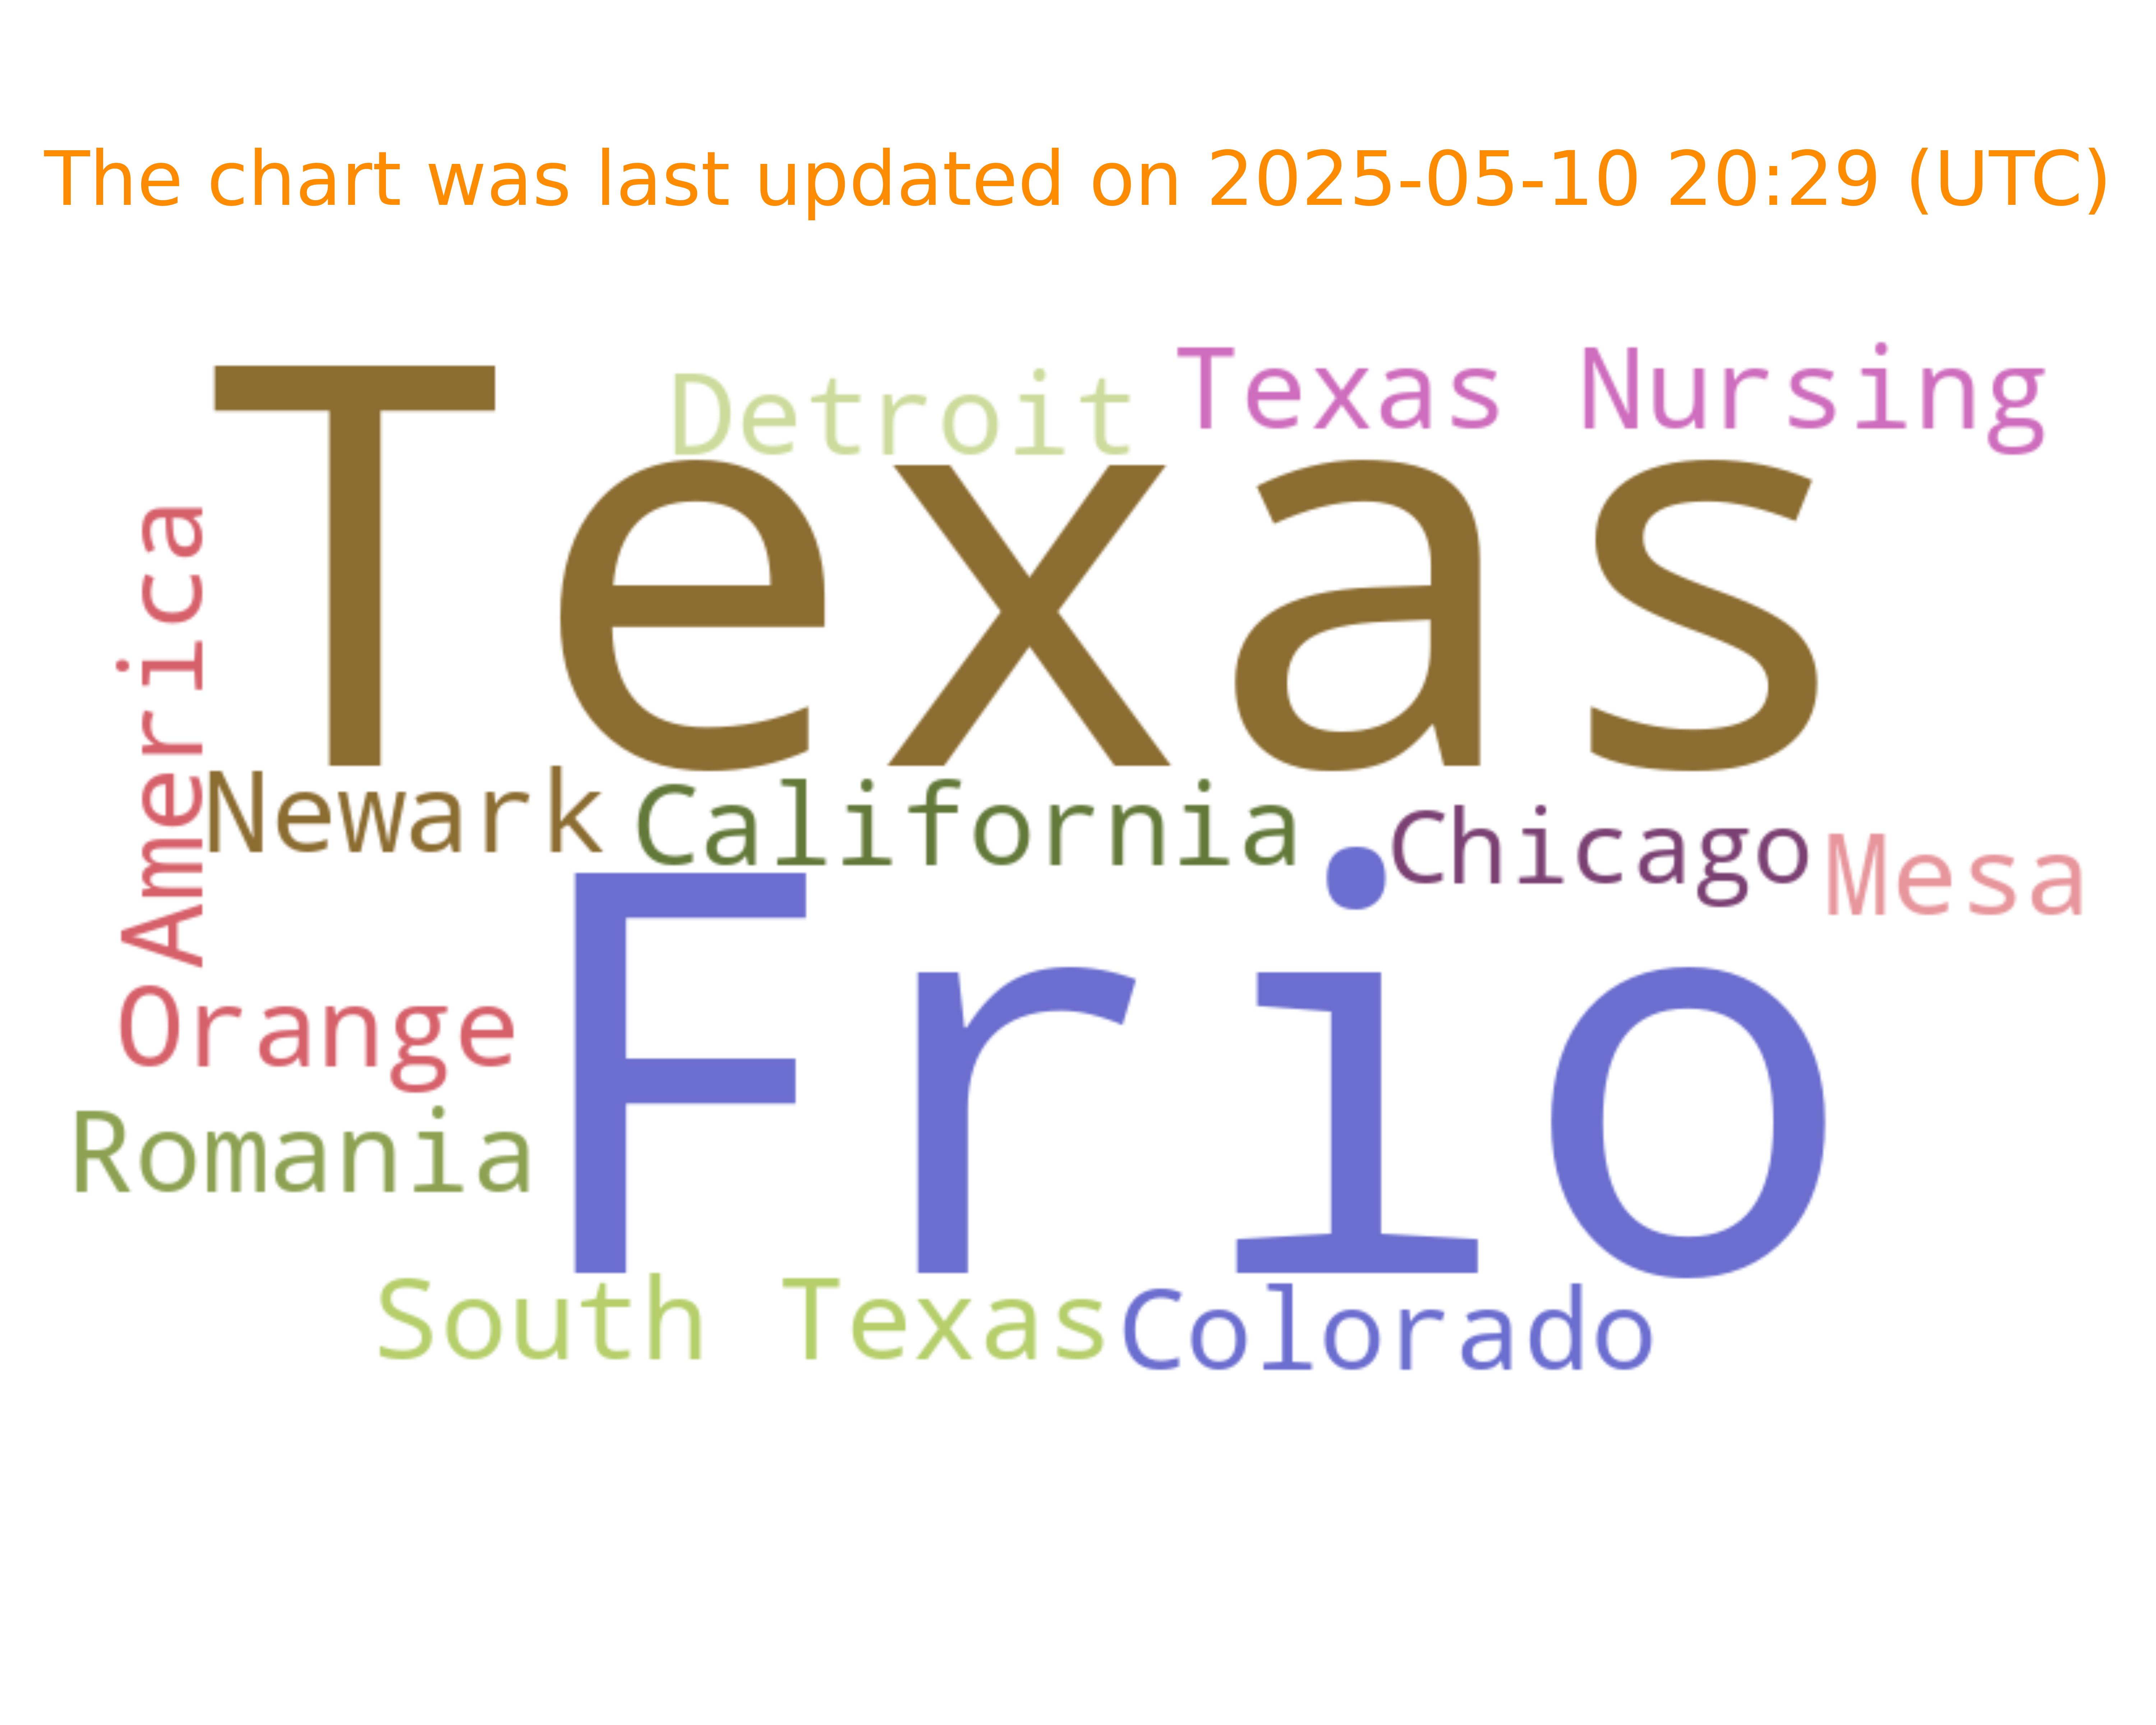 The chart was last updated on 2025-05-10 20:29 (UTC)
Detroit
Texas Nursing
Texas
America
Newark
California
Chicago
Mesa
Frio
Orange
Romania
South Texas
Colorado